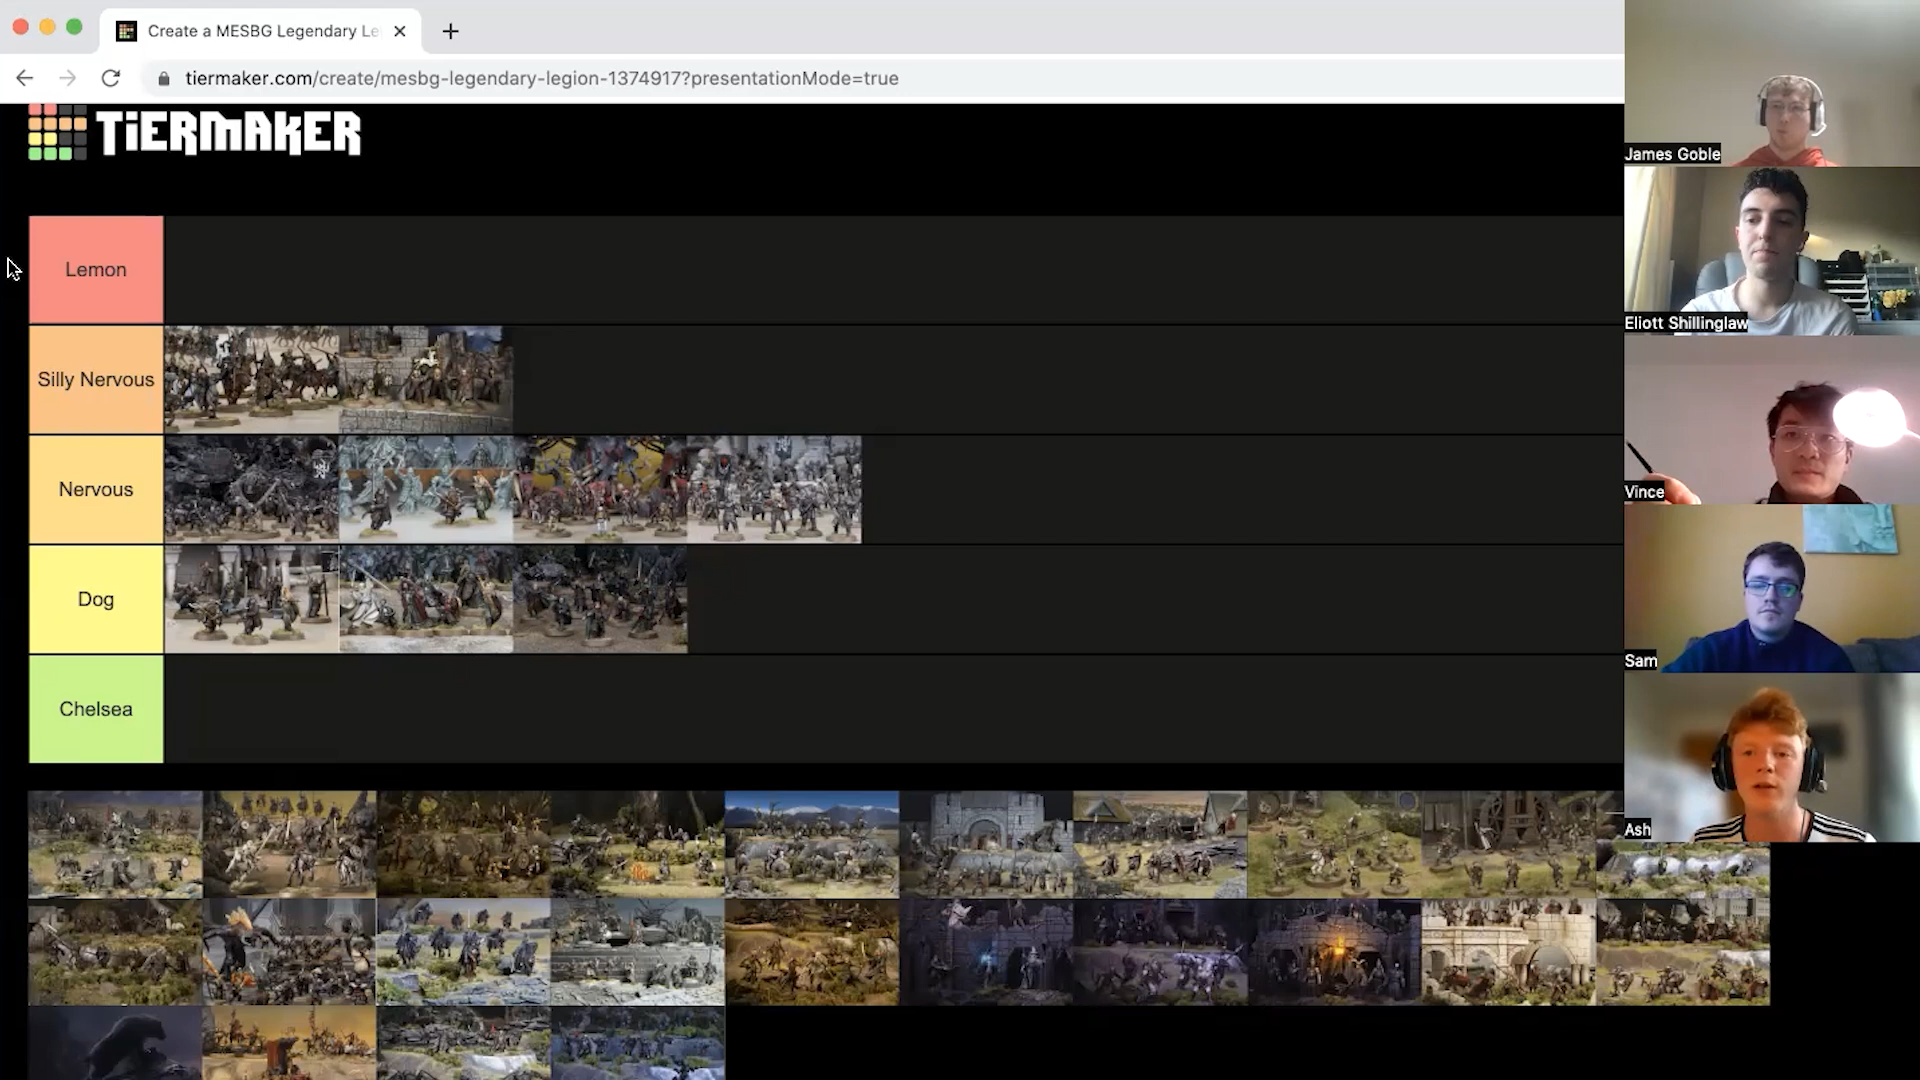 Create a MESBG Legendary Le
tiermaker.com/create/mesbg-legendary-legion-1374917?presentationMode=true
TiERMAKER
Lemon
Silly Nervous
Nervous
Dog
Chelsea
James Goble
Eliott Shillinglaw
Vince
Sam
Ash